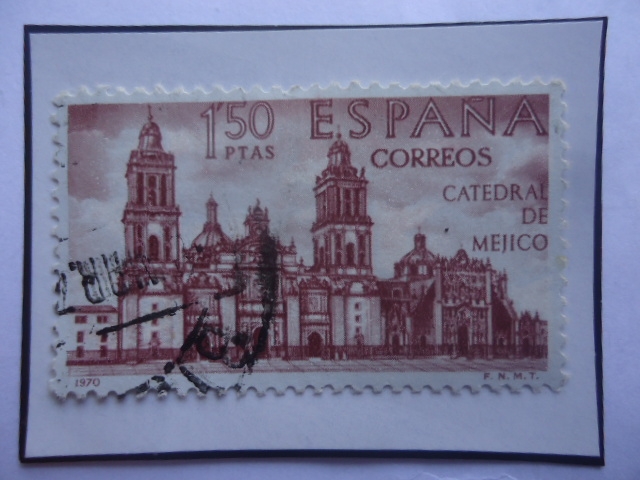 1'50 ESPAÑA
PTAS CORREOS
CATEDRAL
DE
MEJICO
1970 F. N. M. T.